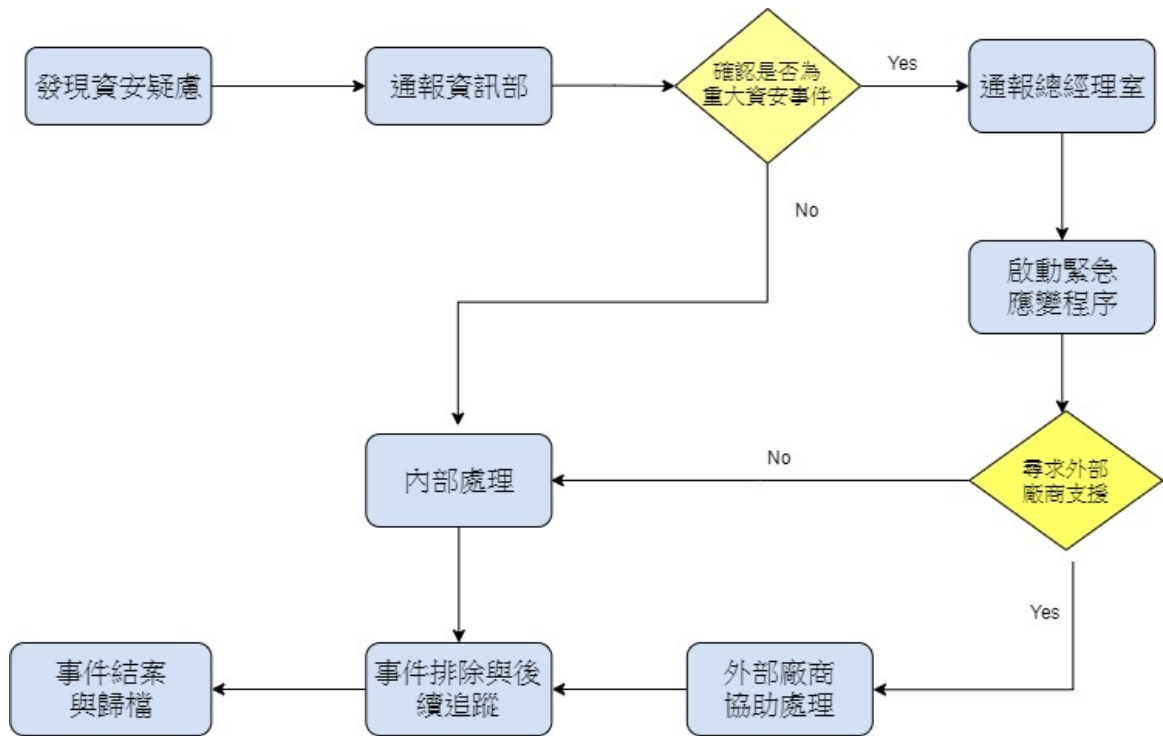 發現資安疑慮
通報資訊部
確認是否為
重大資安事件
Yes
通報總經理室
No
啟動緊急
應變程序
內部處理
No
尋求外部
廠商支援
Yes
事件結案
與歸檔
事件排除與後
續追蹤
外部廠商
協助處理